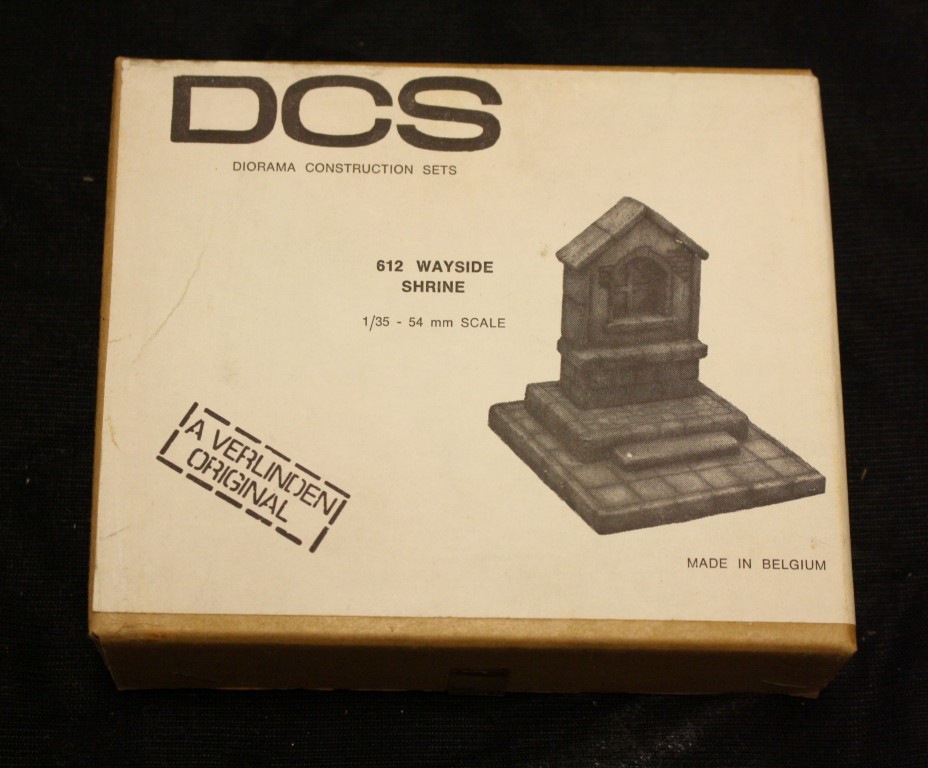 DCS
DIORAMA CONSTRUCTION SETS
612 WAYSIDE
SHRINE
1/35 - 54 mm SCALE
A VERLINDEN
ORIGINAL
MADE IN BELGIUM